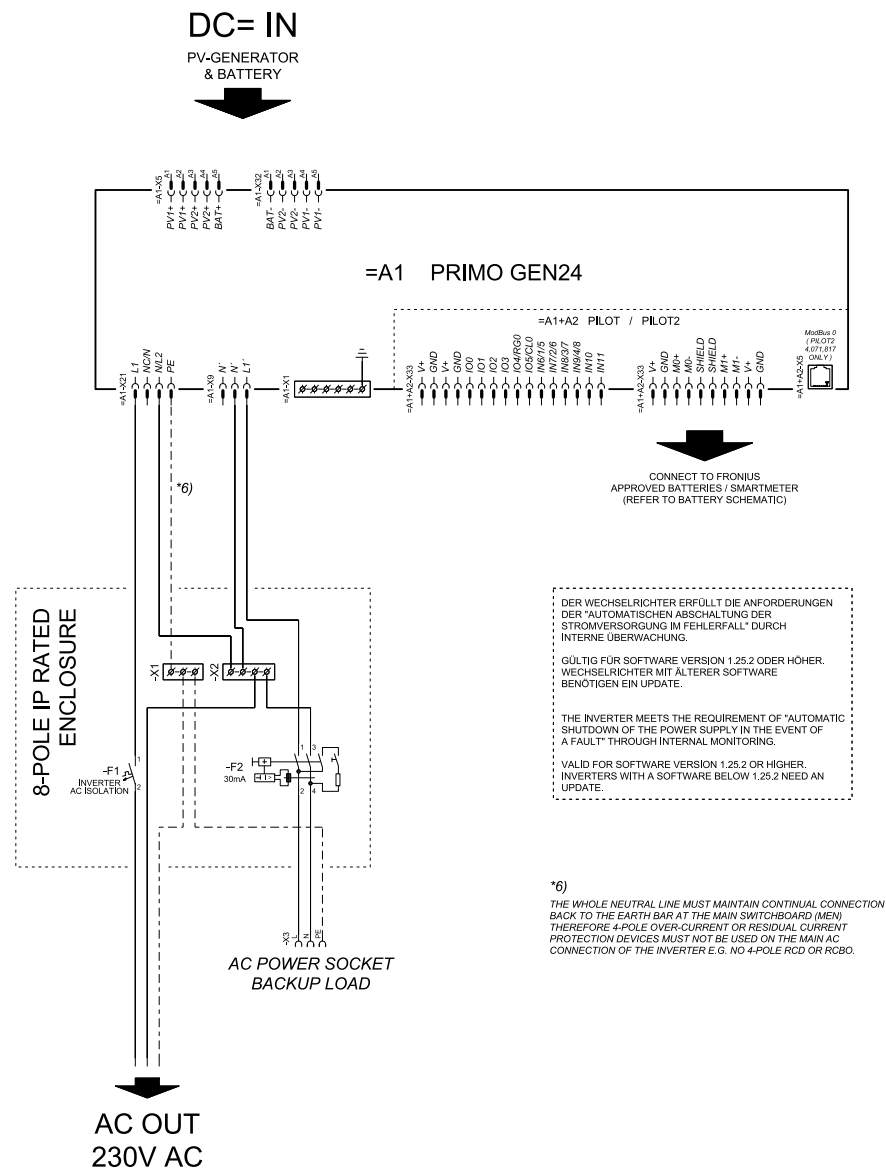 DC= IN
PV-GENERATOR
& BATTERY
=A1-X5
A1
A2
A3
A4
A5
=A1-X32
A1
A2
A3
A4
A5
PV1+
PV1+
PV2+
PV2+
BAT+
BAT-
PV2-
PV2-
PV1-
PV1-
=A1 PRIMO GEN24
=A1+A2 PILOT / PILOT2
ModBus 0
( PILOT2
4,071,817
ONLY )
=A1-X21
L1
NC/N
N/L2
PE
=A1-X9
N´
N´
L1´
=A1-X1
=A1+A2-X33
V+
GND
V+
GND
IO0
IO1
IO2
IO3
IO4/RG0
IO5/CL0
IN6/1/5
IN7/2/6
IN8/3/7
IN9/4/8
IN10
IN11
=A1+A2-X33
V+
GND
M0+
M0-
SHIELD
SHIELD
M1+
M1-
V+
GND
=A1+A2-X5
*6)
CONNECT TO FRONIUS
APPROVED BATTERIES / SMARTMETER
(REFER TO BATTERY SCHEMATIC)
8-POLE IP RATED
ENCLOSURE
-X1
-X2
-F1
INVERTER
AC ISOLATION
1
2
-F2
30mA
1
3
2
4
DER WECHSELRICHTER ERFÜLLT DIE ANFORDERUNGEN
DER "AUTOMATISCHEN ABSCHALTUNG DER
STROMVERSORGUNG IM FEHLERFALL" DURCH
INTERNE ÜBERWACHUNG.
GÜLTIG FÜR SOFTWARE VERSION 1.25.2 ODER HÖHER.
WECHSELRICHTER MIT ÄLTERER SOFTWARE
BENÖTIGEN EIN UPDATE.
THE INVERTER MEETS THE REQUIREMENT OF "AUTOMATIC
SHUTDOWN OF THE POWER SUPPLY IN THE EVENT OF
A FAULT" THROUGH INTERNAL MONITORING.
VALID FOR SOFTWARE VERSION 1.25.2 OR HIGHER.
INVERTERS WITH A SOFTWARE BELOW 1.25.2 NEED AN
UPDATE.
*6)
THE WHOLE NEUTRAL LINE MUST MAINTAIN CONTINUAL CONNECTION
BACK TO THE EARTH BAR AT THE MAIN SWITCHBOARD (MEN)
THEREFORE 4-POLE OVER-CURRENT OR RESIDUAL CURRENT
PROTECTION DEVICES MUST NOT BE USED ON THE MAIN AC
CONNECTION OF THE INVERTER E.G. NO 4-POLE RCD OR RCBO.
-X3
L
N
PE
AC POWER SOCKET
BACKUP LOAD
AC OUT
230V AC